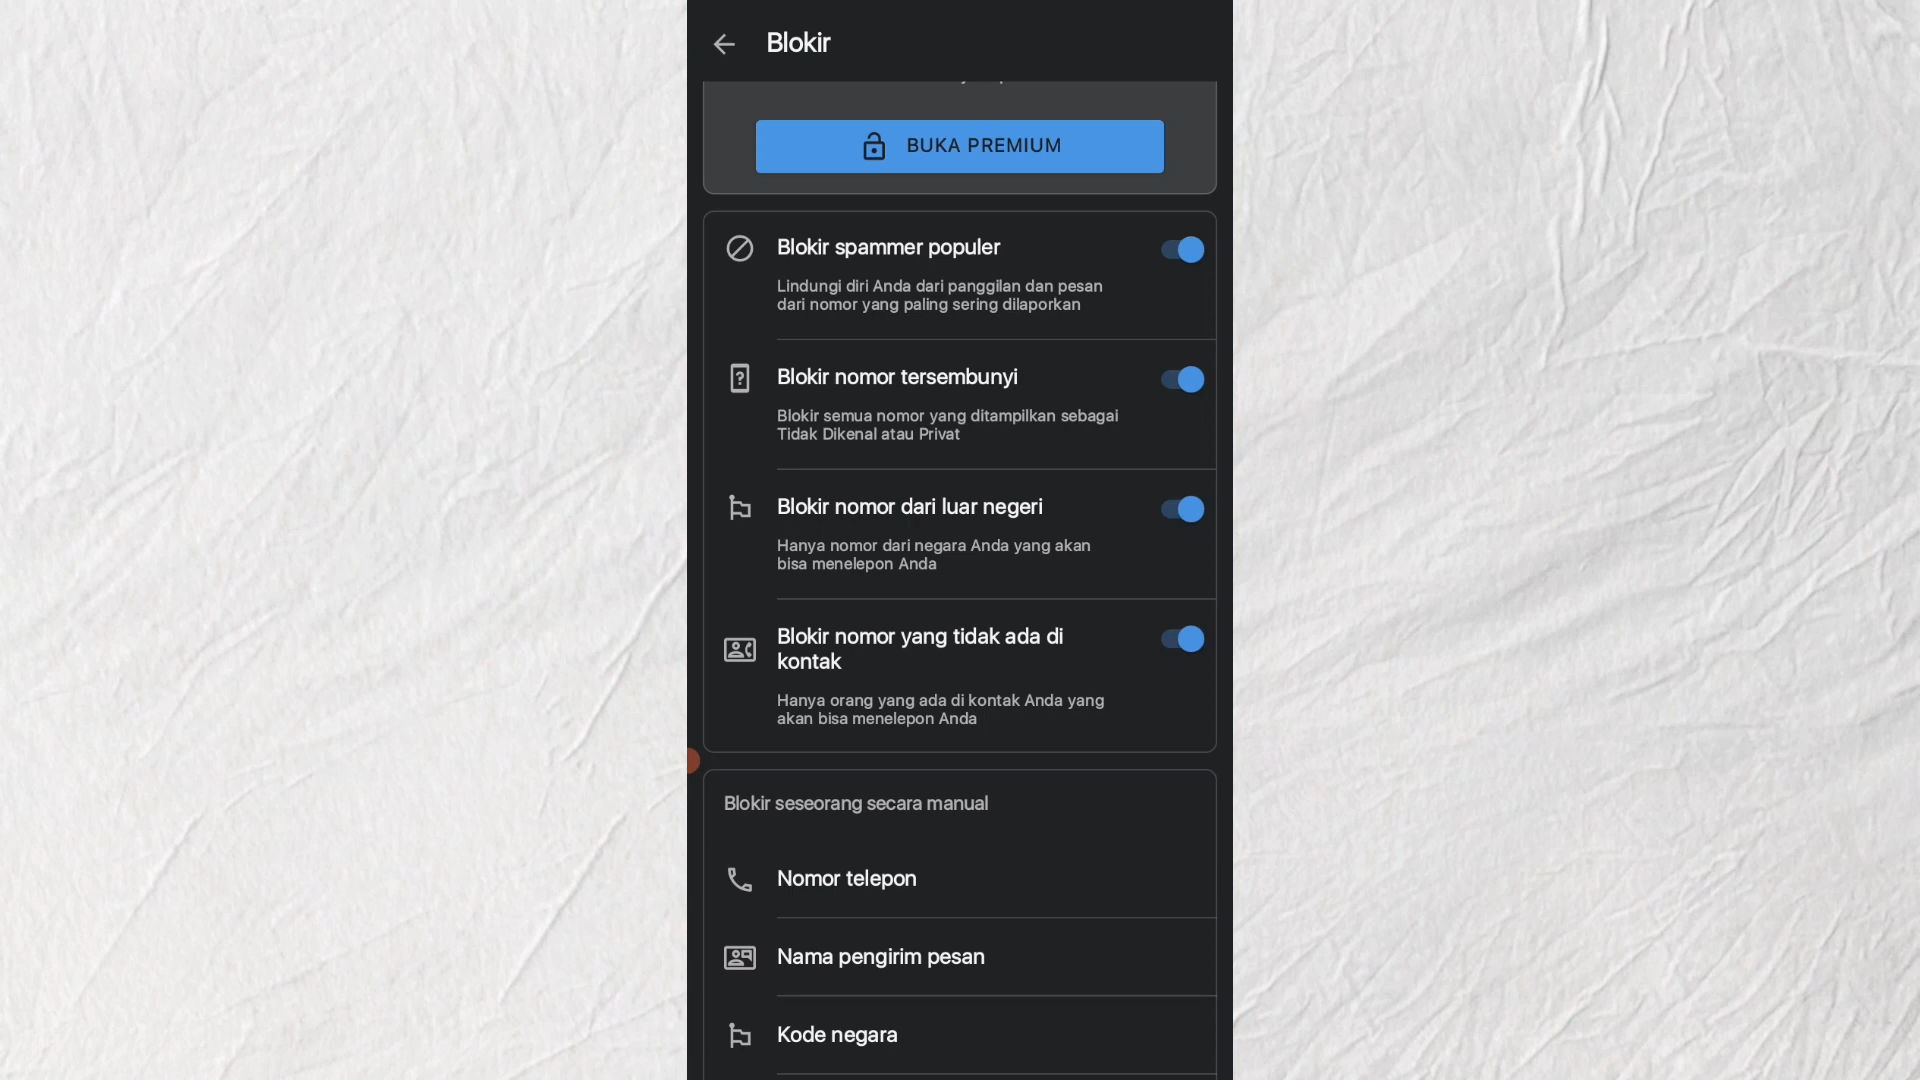 Blokir
BUKA PREMIUM
Blokir spammer populer
Lindungi diri Anda dari panggilan dan pesan
dari nomor yang paling sering dilaporkan
Blokir nomor tersembunyi
Blokir semua nomor yang ditampilkan sebagai
Tidak Dikenal atau Privat
Blokir nomor dari luar negeri
Hanya nomor dari negara Anda yang akan
bisa menelepon Anda
Blokir nomor yang tidak ada di
kontak
Hanya orang yang ada di kontak Anda yang
akan bisa menelepon Anda
Blokir seseorang secara manual
Nomor telepon
Nama pengirim pesan
Kode negara